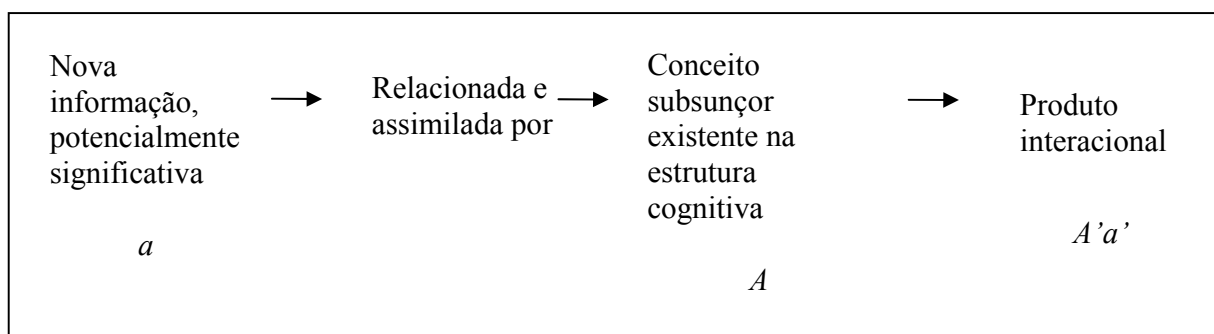 Nova
informação,
potencialmente
significativa
a
Relacionada e
assimilada por
Conceito
subsunçor
existente na
estrutura
cognitiva
A
Produto
interacional
A’a’